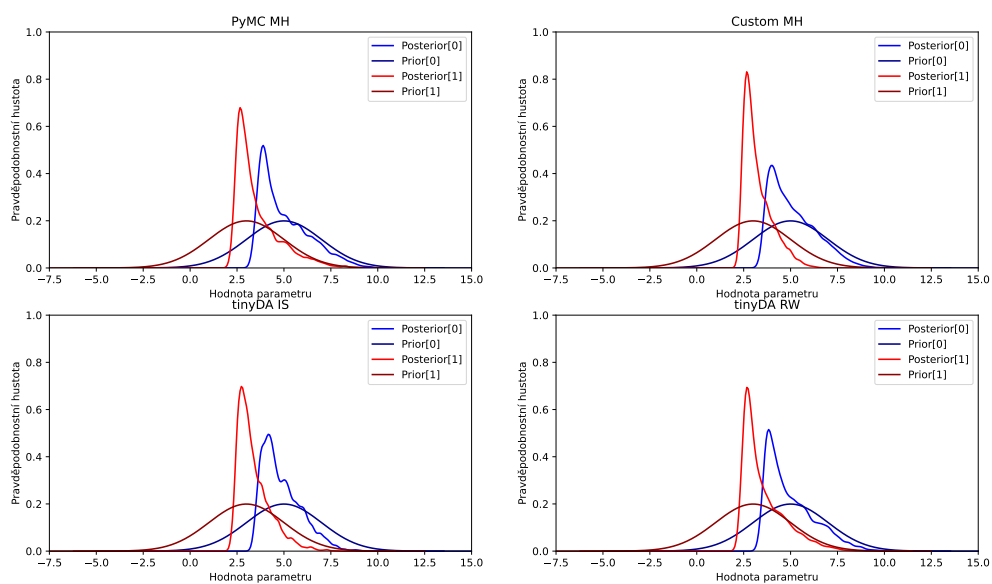 PyMC MH
Pravděpodobnostní hustota
1.0
0.8
0.6
0.4
0.2
0.0
Posterior[0]
Prior[0]
Posterior[1]
Prior[1]
−7.5 −5.0 −2.5 0.0 2.5 5.0 7.5 10.0 12.5 15.0
Hodnota parametru
Custom MH
Pravděpodobnostní hustota
1.0
0.8
0.6
0.4
0.2
0.0
Posterior[0]
Prior[0]
Posterior[1]
Prior[1]
−7.5 −5.0 −2.5 0.0 2.5 5.0 7.5 10.0 12.5 15.0
Hodnota parametru
tinyDA IS
Pravděpodobnostní hustota
1.0
0.8
0.6
0.4
0.2
0.0
Posterior[0]
Prior[0]
Posterior[1]
Prior[1]
−7.5 −5.0 −2.5 0.0 2.5 5.0 7.5 10.0 12.5 15.0
Hodnota parametru
tinyDA RW
Pravděpodobnostní hustota
1.0
0.8
0.6
0.4
0.2
0.0
Posterior[0]
Prior[0]
Posterior[1]
Prior[1]
−7.5 −5.0 −2.5 0.0 2.5 5.0 7.5 10.0 12.5 15.0
Hodnota parametru